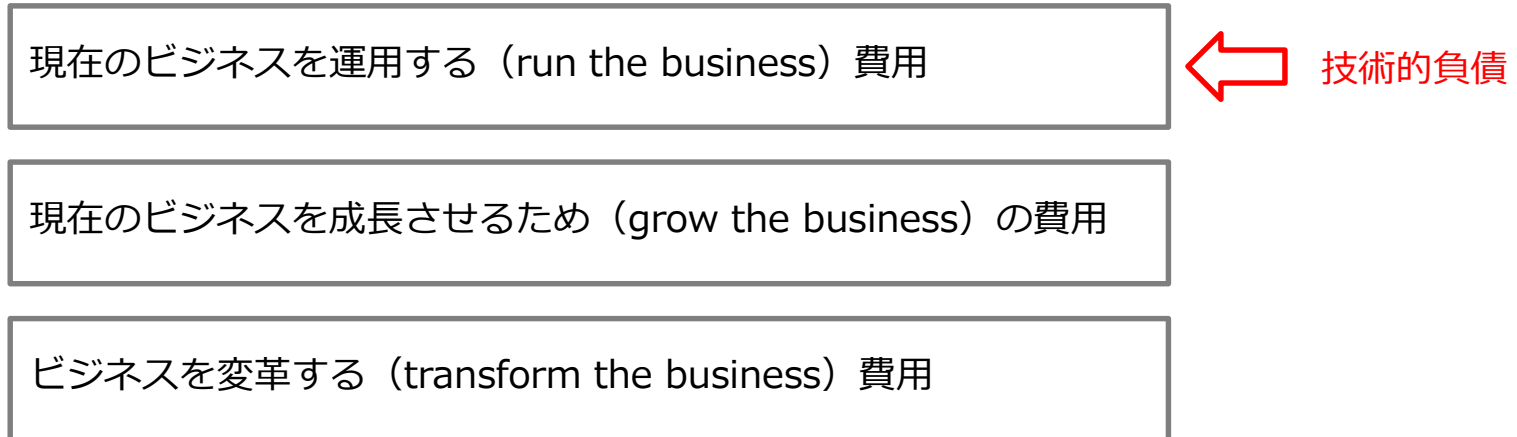 現在のビジネスを運用する（run the business）費用
技術的負債
現在のビジネスを成長させるため（grow the business）の費用
ビジネスを変革する（transform the business）費用